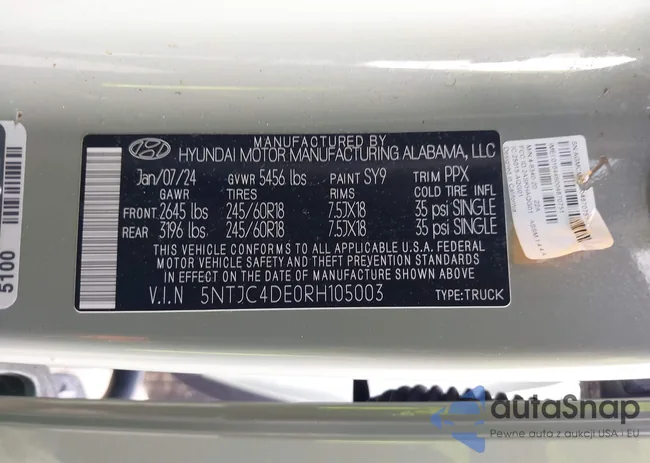 MANUFACTURED BY
HYUNDAI MOTOR MANUFACTURING ALABAMA, LLC
Jan/07/24 GVWR 5456 lbs PAINT SY9 TRIM PPX
GAWR TIRES RIMS COLD TIRE INFL
FRONT 2645 lbs 245/60R18 7.5JX18 35 psi SINGLE
REAR 3196 lbs 245/60R18 7.5JX18 35 psi SINGLE
THIS VEHICLE CONFORMS TO ALL APPLICABLE U.S.A. FEDERAL
MOTOR VEHICLE SAFETY AND THEFT PREVENTION STANDARDS
IN EFFECT ON THE DATE OF MANUFACTURE SHOWN ABOVE.
V.I.N 5NTJC4DE0RH105003 TYPE:TRUCK
5100
autaSnap
Pewne auto z aukcji USA i EU